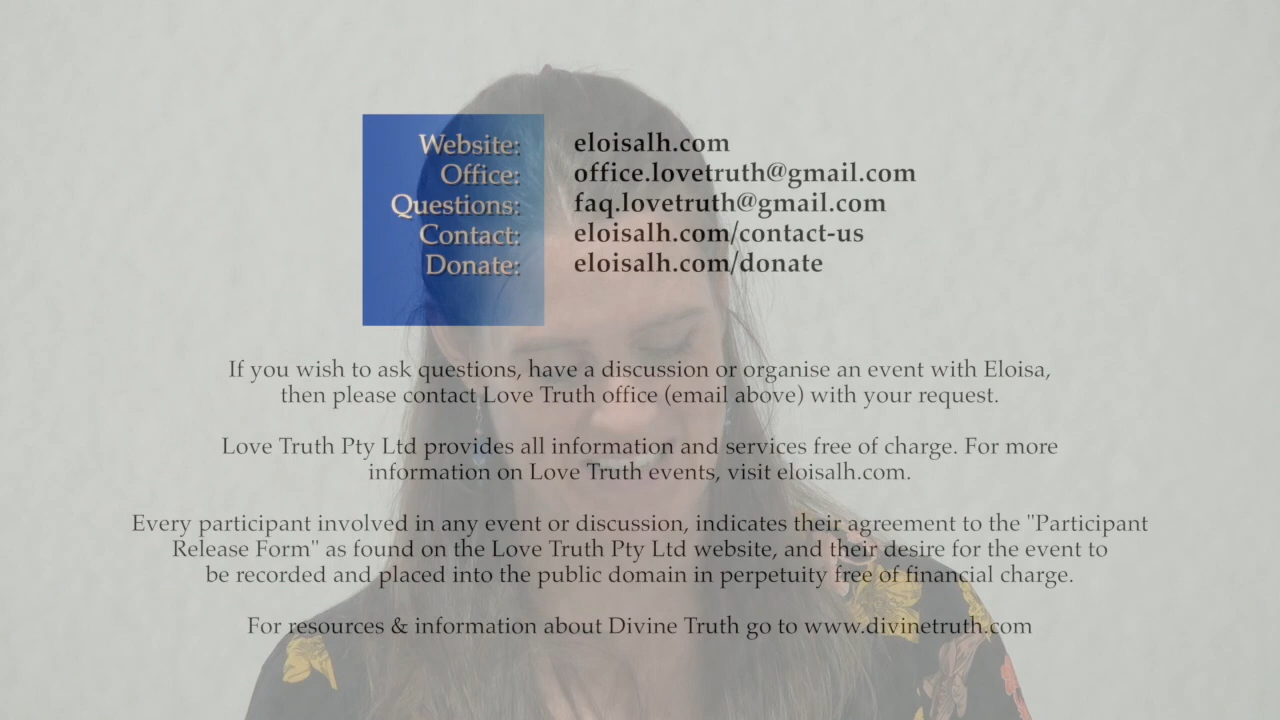 Website: eloisalh.com
Office: office.lovetruth@gmail.com
Questions: faq.lovetruth@gmail.com
Contact: eloisalh.com/contact-us
Donate: eloisalh.com/donate
If you wish to ask questions, have a discussion or organise an event with Eloisa,
then please contact Love Truth office (email above) with your request.
Love Truth Pty Ltd provides all information and services free of charge. For more
information on Love Truth events, visit eloisalh.com.
Every participant involved in any event or discussion, indicates their agreement to the "Participant
Release Form" as found on the Love Truth Pty Ltd website, and their desire for the event to
be recorded and placed into the public domain in perpetuity free of financial charge.
For resources & information about Divine Truth go to www.divinetruth.com